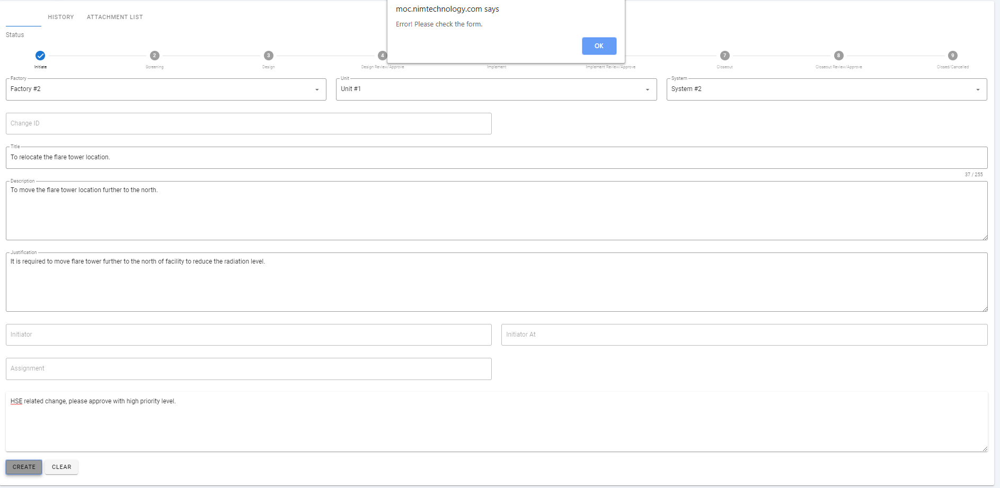 moc.nimtechnology.com says
Error! Please check the form.
OK
HISTORY ATTACHMENT LIST
Status
2 3 4 7 8 9
Initiate Screening Design Design Review/Approve Implement Implement Review/Approve Closeout Closeout Review/Approve Closed/Cancelled
Factory Unit System
Factory #2 Unit #1 System #2
Change ID
Title
To relocate the flare tower location.
37 / 255
Description
To move the flare tower location further to the north.
Justification
It is required to move flare tower further to the north of facility to reduce the radiation level.
Initiator Initiator At
Assignment
HSE related change, please approve with high priority level.
CREATE CLEAR